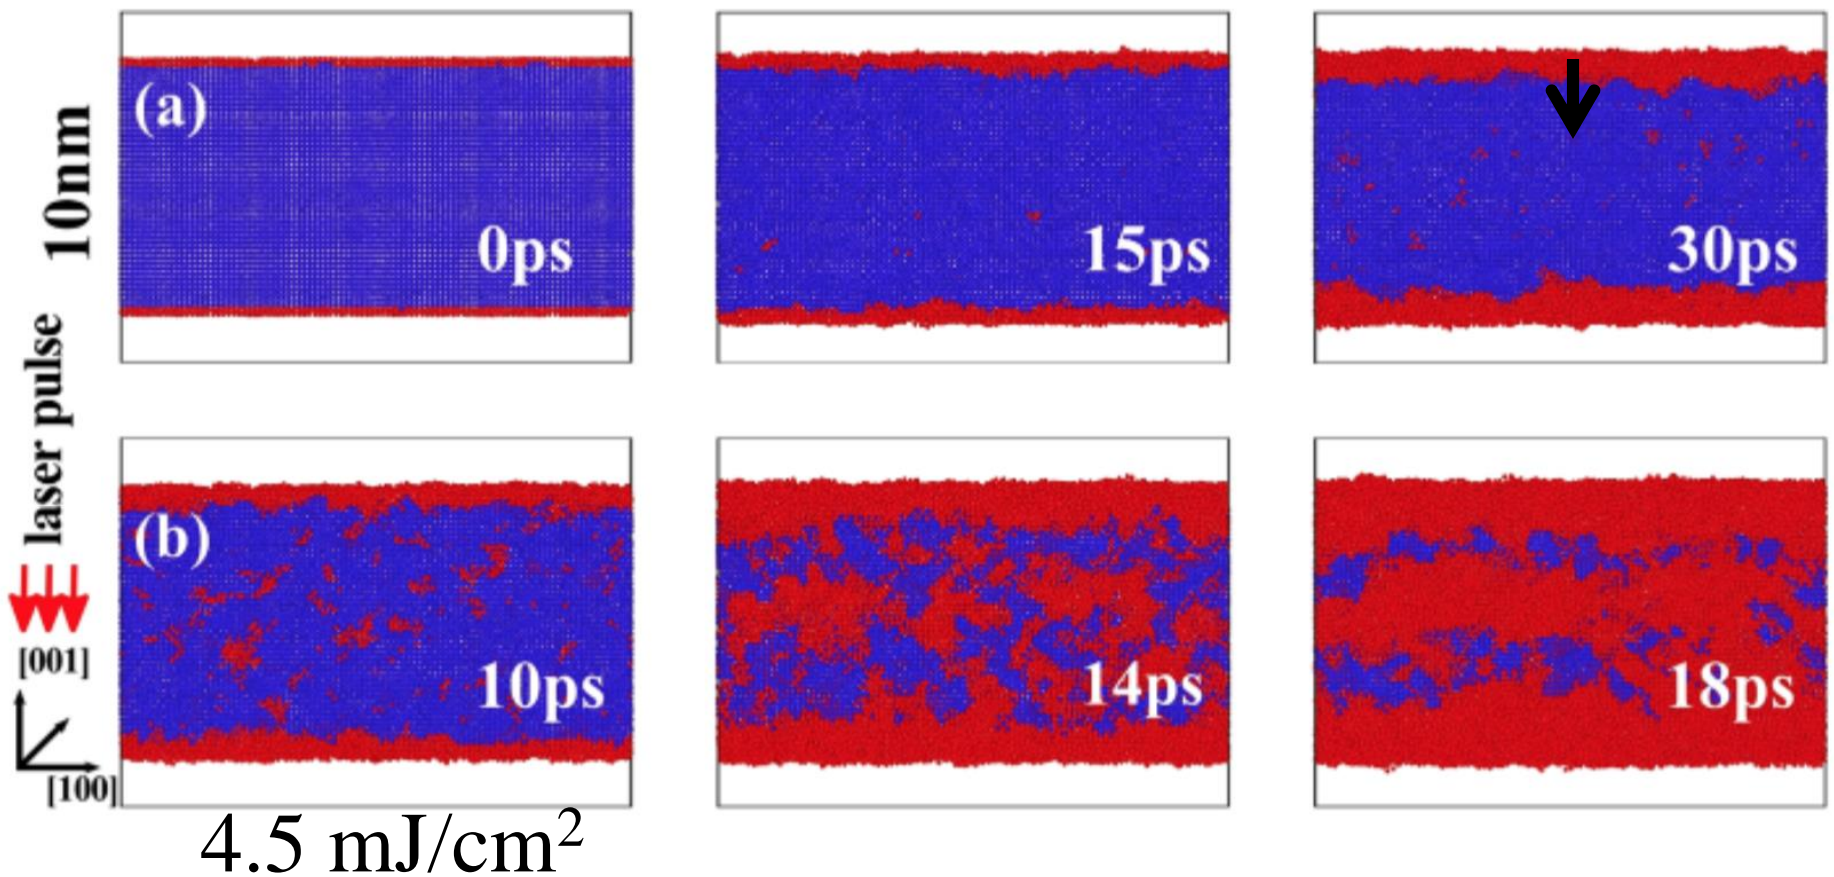 (a)
0ps
15ps
30ps
10nm
laser pulse
(b)
10ps
14ps
18ps
[001]
[100]
4.5 mJ/cm²